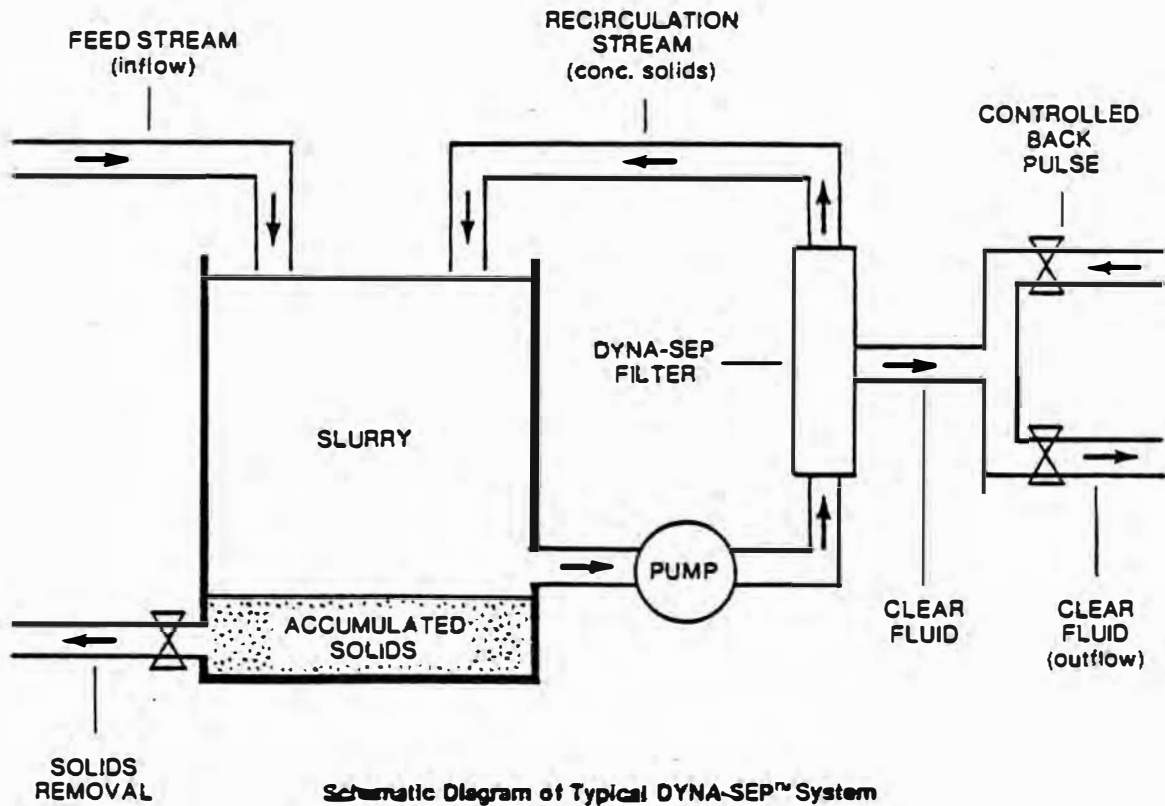 FEED STREAM
(inflow)
RECIRCULATION
STREAM
(conc. solids)
CONTROLLED
BACK
PULSE
DYNA-SEP
FILTER
SLURRY
PUMP
ACCUMULATED
SOLIDS
CLEAR
FLUID
CLEAR
FLUID
(outflow)
SOLIDS
REMOVAL
Schematic Diagram of Typical DYNA-SEP™ System